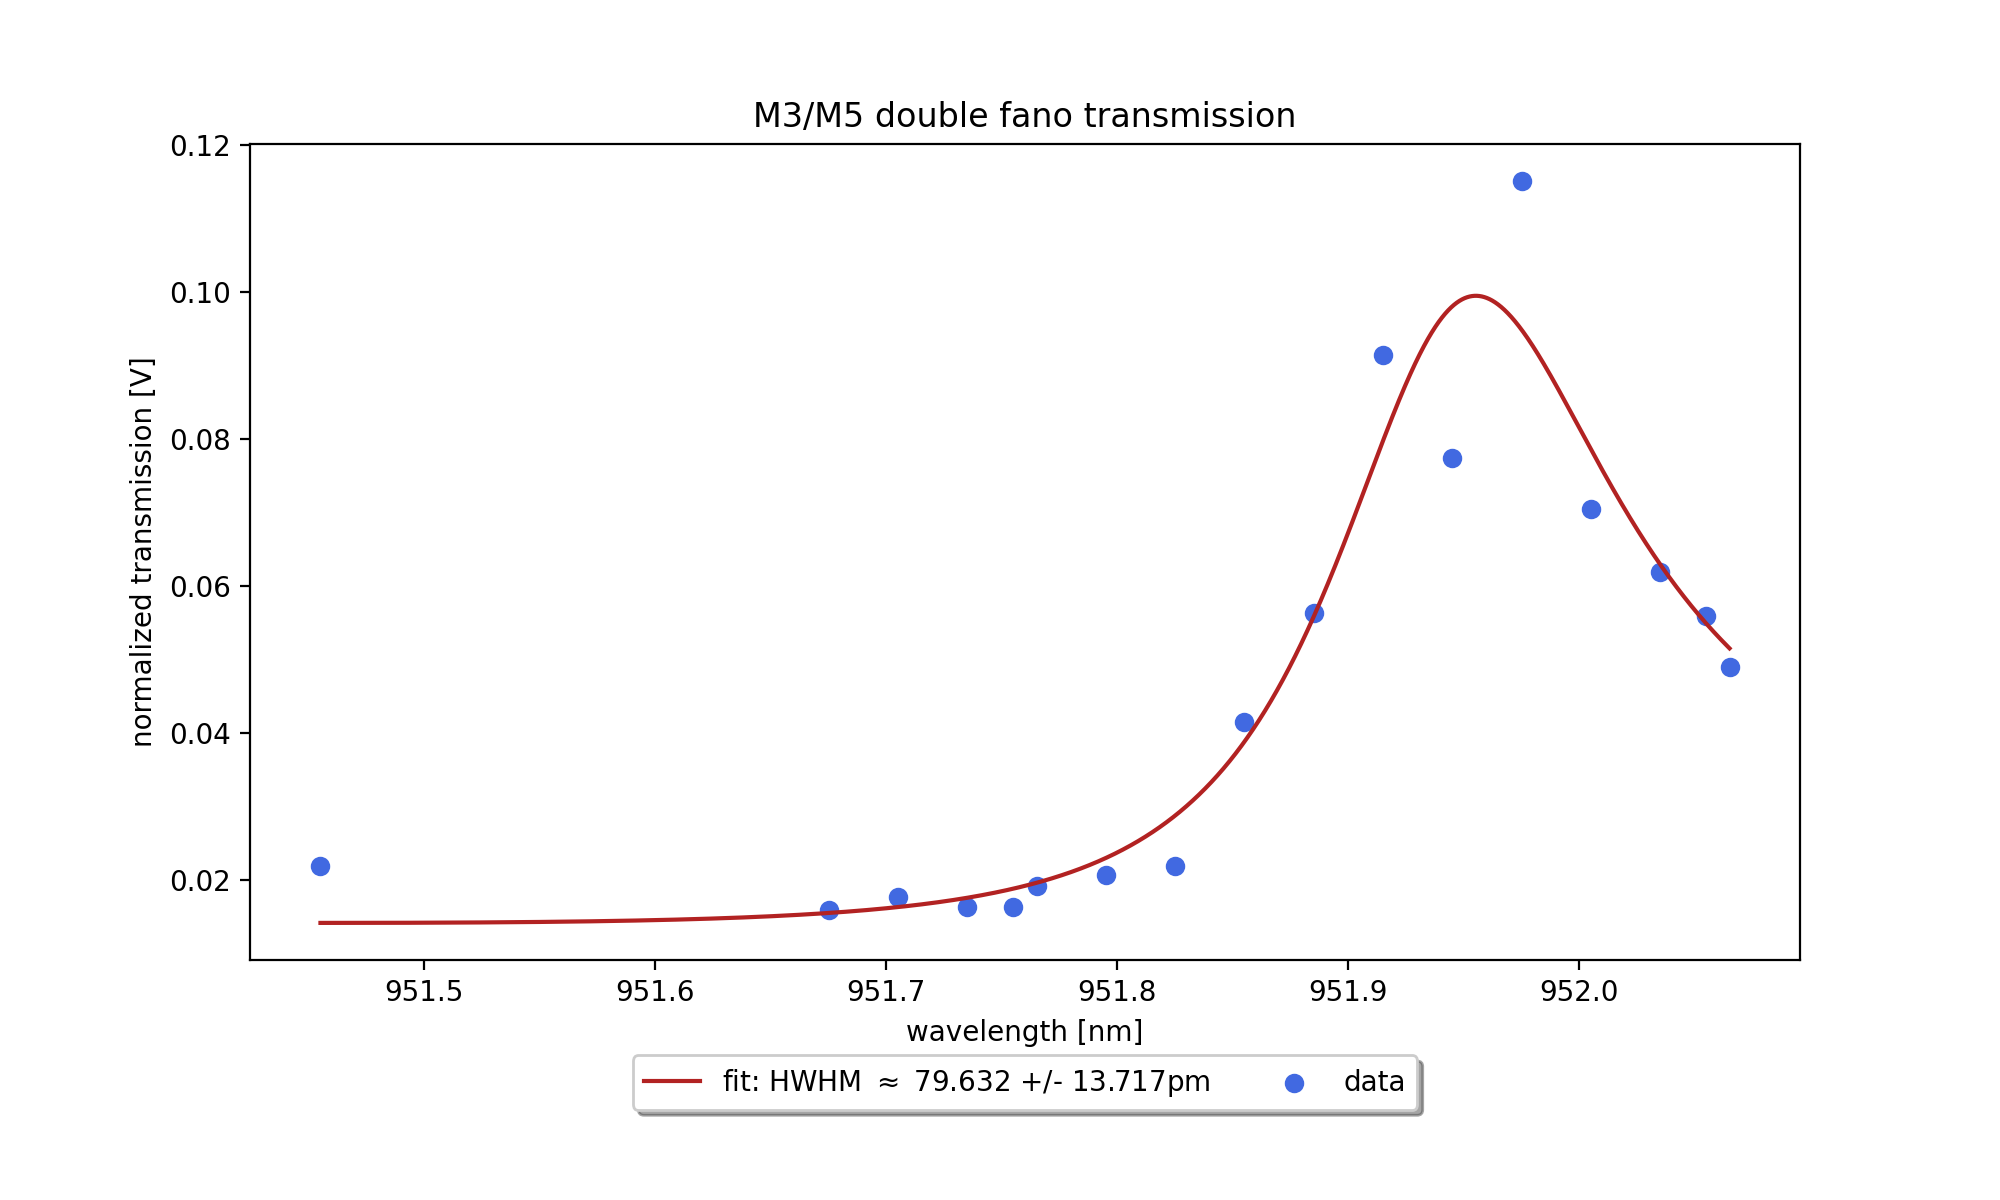 M3/M5 double fano transmission
normalized transmission [V]
0.12
0.10
0.08
0.06
0.04
0.02
951.5 951.6 951.7 951.8 951.9 952.0
wavelength [nm]
fit: HWHM ≈ 79.632 +/- 13.717pm data